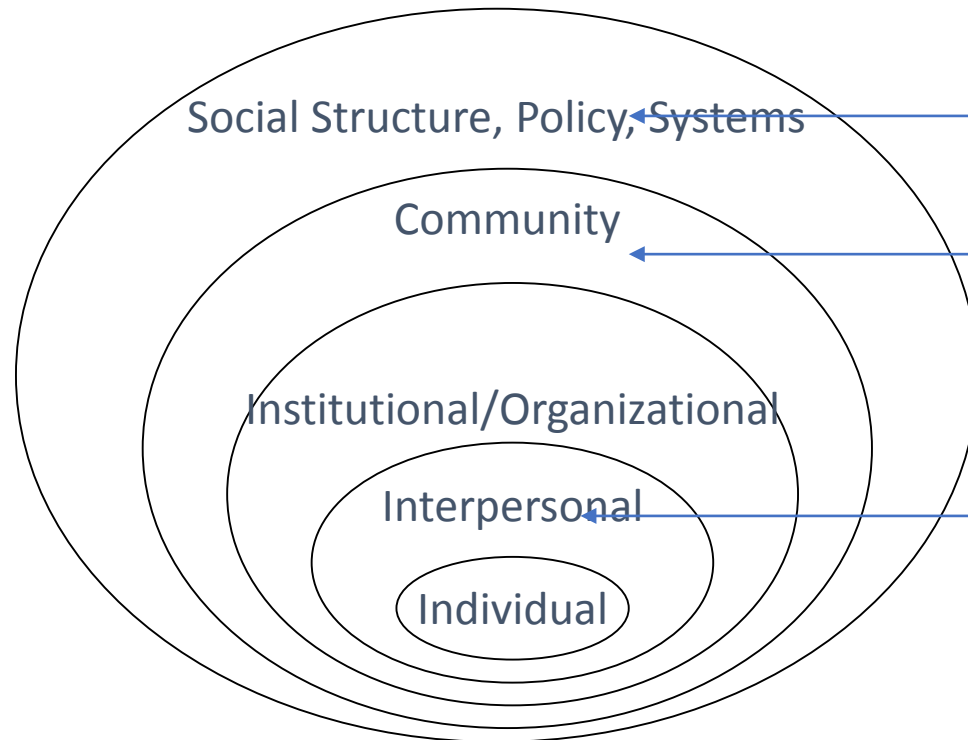 Social Structure, Policy, Systems
Community
Institutional/Organizational
Interpersonal
Individual